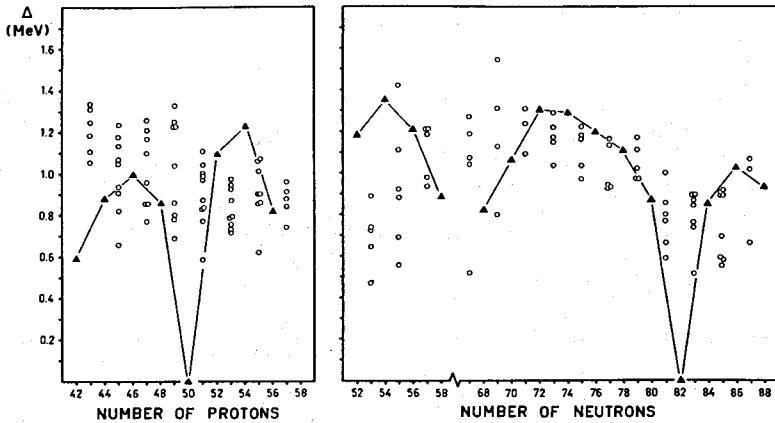 Δ
(MeV)
1.6
1.4
1.2
1.0
0.8
0.6
0.4
0.2
42 44 46 48 50 52 54 56 58
NUMBER OF PROTONS
52 54 56 58 68 70 72 74 76 78 80 82 84 86 88
NUMBER OF NEUTRONS